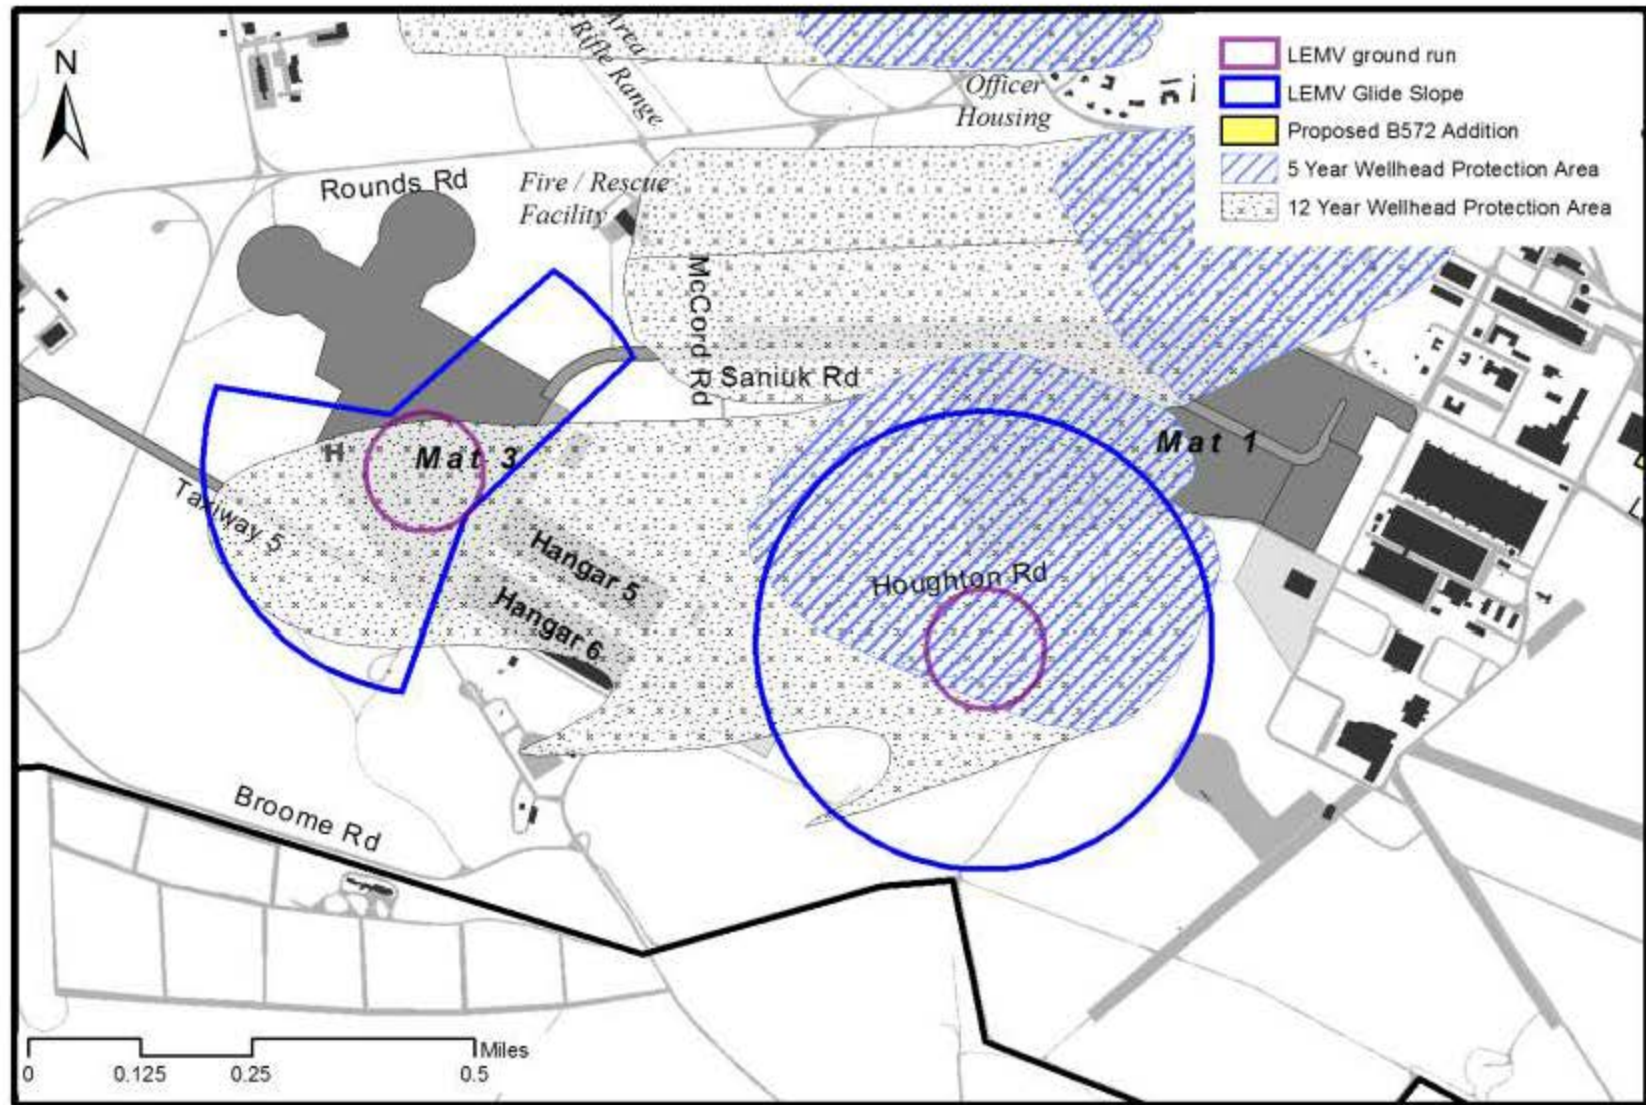 Area
Rifle Range
Officer
Housing
LEMV ground run
LEMV Glide Slope
Proposed B572 Addition
5 Year Wellhead Protection Area
12 Year Wellhead Protection Area
N
Rounds Rd
Fire / Rescue
Facility
McCord Rd
Saniuk Rd
Mat 1
Mat 3
H
Taxiway 5
Hangar 5
Hangar 6
Houghton Rd
Broome Rd
Miles
0 0.125 0.25 0.5